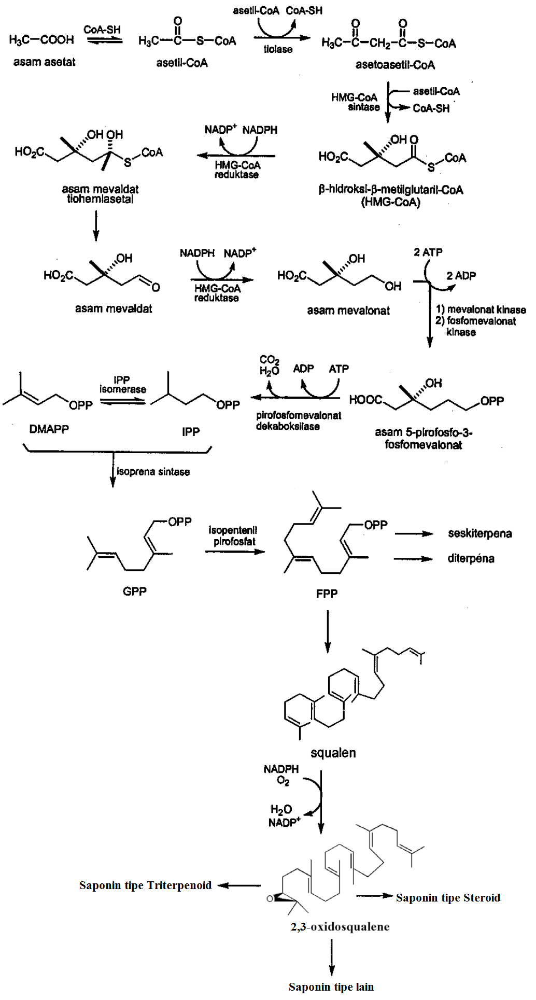 asetil-CoA CoA-SH
CoA-SH
H₃C–COOH
H₃C–C–S–CoA
O
tiolase
H₃C–C–CH₂–C–S–CoA
O O
asam asetat
asetil-CoA
asetoasetil-CoA
HMG-CoA
sintase
asetil-CoA
CoA-SH
NADP⁺ NADPH
HO₂C OH OH S CoA
HMG-CoA
reduktase
HO₂C OH O S CoA
asam mevaldat
tiohemiasetal
β-hidroksi-β-metilglutaril-CoA
(HMG-CoA)
HO₂C OH O
NADPH NADP⁺
HMG-CoA
reduktase
HO₂C OH OH
2 ATP
2 ADP
asam mevaldat
asam mevalonat
1) mevalonat kinase
2) fosfomevalonat
kinase
CO₂
H₂O ADP ATP
IPP
isomerase
OPP
OPP
HOOC OH OPP
pirofosfomevalonat
dekaboksilase
DMAPP
IPP
asam 5-pirofosfo-3-
fosfomevalonat
isoprena sintase
OPP
isopentenil
pirofosfat
OPP
seskiterpena
diterpéna
GPP
FPP
squalen
NADPH
O₂
H₂O
NADP⁺
Saponin tipe Triterpenoid
O
Saponin tipe Steroid
2,3-oxidosqualene
Saponin tipe lain